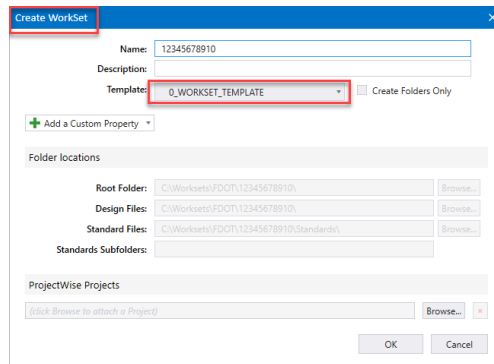 Create WorkSet
Name: 12345678910
Description:
Template: 0_WORKSET_TEMPLATE Create Folders Only
Add a Custom Property
Folder locations
Root Folder: C:\Worksets\FDOT\12345678910\ Browse...
Design Files: C:\Worksets\FDOT\12345678910\ Browse...
Standard Files: C:\Worksets\FDOT\12345678910\Standards\ Browse...
Standards Subfolders:
ProjectWise Projects
(click Browse to attach a Project) Browse... ×
OK Cancel